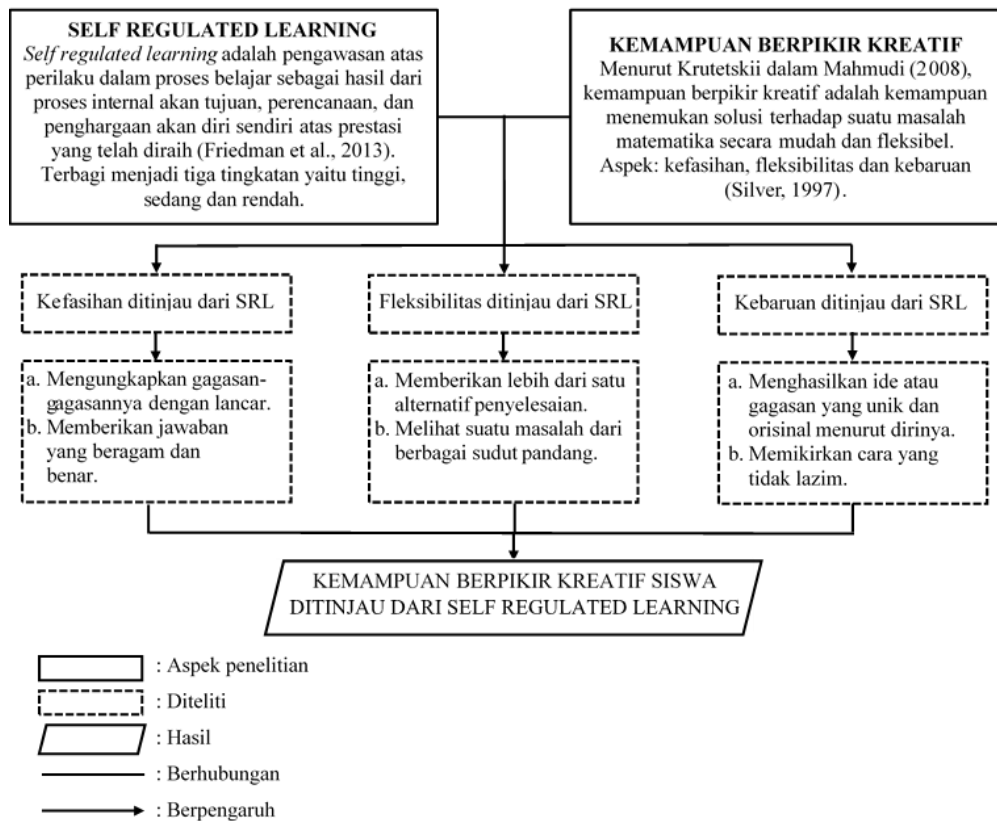 SELF REGULATED LEARNING
Self regulated learning adalah pengawasan atas
perilaku dalam proses belajar sebagai hasil dari
proses internal akan tujuan, perencanaan, dan
penghargaan akan diri sendiri atas prestasi
yang telah diraih (Friedman et al., 2013).
Terbagi menjadi tiga tingkatan yaitu tinggi,
sedang dan rendah.
KEMAMPUAN BERPIKIR KREATIF
Menurut Krutetskii dalam Mahmudi (2008),
kemampuan berpikir kreatif adalah kemampuan
menemukan solusi terhadap suatu masalah
matematika secara mudah dan fleksibel.
Aspek: kefasihan, fleksibilitas dan kebaruan
(Silver, 1997).
Kefasihan ditinjau dari SRL
Fleksibilitas ditinjau dari SRL
Kebaruan ditinjau dari SRL
a. Mengungkapkan gagasan-
gagasannya dengan lancar.
b. Memberikan jawaban
yang beragam dan
benar.
a. Memberikan lebih dari satu
alternatif penyelesaian.
b. Melihat suatu masalah dari
berbagai sudut pandang.
a. Menghasilkan ide atau
gagasan yang unik dan
orisinal menurut dirinya.
b. Memikirkan cara yang
tidak lazim.
KEMAMPUAN BERPIKIR KREATIF SISWA
DITINJAU DARI SELF REGULATED LEARNING
: Aspek penelitian
: Diteliti
: Hasil
: Berhubungan
: Berpengaruh